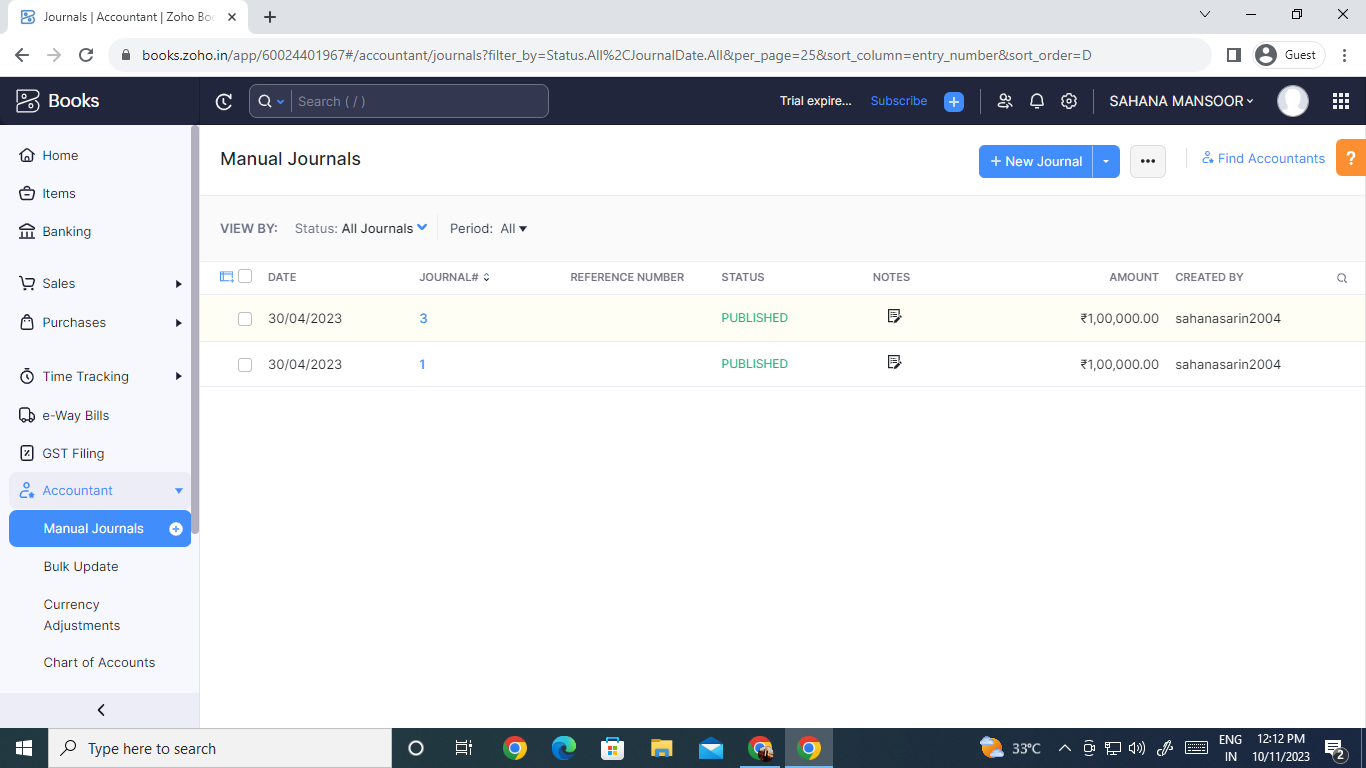 Journals | Accountant | Zoho Boo
books.zoho.in/app/60024401967#/accountant/journals?filter_by=Status.All%2CJournalDate.All&per_page=25&sort_column=entry_number&sort_order=D
Guest
Books
Search ( / )
Trial expire...
Subscribe
SAHANA MANSOOR
Home
Items
Banking
Sales
Purchases
Time Tracking
e-Way Bills
GST Filing
Accountant
Manual Journals
Bulk Update
Currency
Adjustments
Chart of Accounts
Manual Journals
+ New Journal
Find Accountants
?
VIEW BY: Status: All Journals Period: All
DATE JOURNAL# REFERENCE NUMBER STATUS NOTES AMOUNT CREATED BY
30/04/2023 3 PUBLISHED ₹1,00,000.00 sahanasarin2004
30/04/2023 1 PUBLISHED ₹1,00,000.00 sahanasarin2004
Type here to search
33°C
ENG
IN
12:12 PM
10/11/2023
2